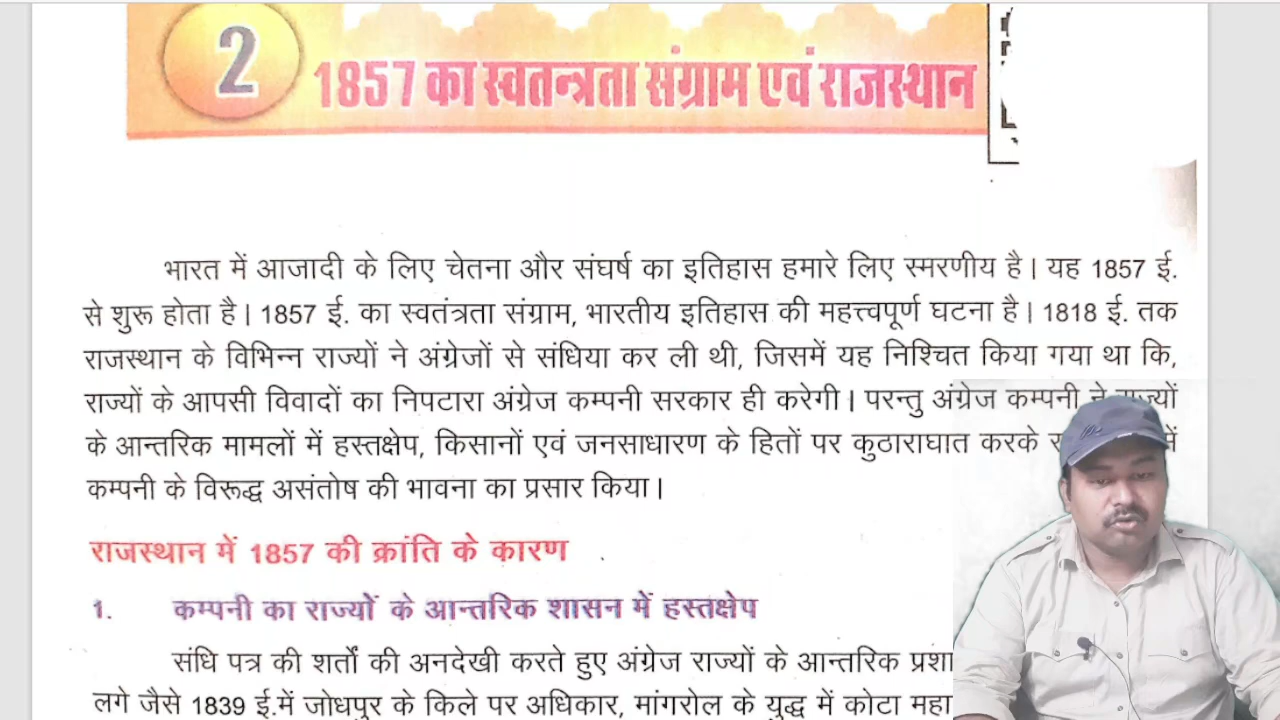 2
1857 का स्वतन्त्रता संग्राम एवं राजस्थान
भारत में आजादी के लिए चेतना और संघर्ष का इतिहास हमारे लिए स्मरणीय है। यह 1857 ई.
से शुरू होता है। 1857 ई. का स्वतंत्रता संग्राम, भारतीय इतिहास की महत्त्वपूर्ण घटना है। 1818 ई. तक
राजस्थान के विभिन्न राज्यों ने अंग्रेजों से संधिया कर ली थी, जिसमें यह निश्चित किया गया था कि,
राज्यों के आपसी विवादों का निपटारा अंग्रेज कम्पनी सरकार ही करेगी। परन्तु अंग्रेज कम्पनी ने
के आन्तरिक मामलों में हस्तक्षेप, किसानों एवं जनसाधारण के हितों पर कुठाराघात करके
कम्पनी के विरूद्ध असंतोष की भावना का प्रसार किया।
राजस्थान में 1857 की क्रांति के कारण
1. कम्पनी का राज्यों के आन्तरिक शासन में हस्तक्षेप
संधि पत्र की शर्तों की अनदेखी करते हुए अंग्रेज राज्यों के आन्तरिक
लगे जैसे 1839 ई.में जोधपुर के किले पर अधिकार, मांगरोल के युद्ध में कोटा